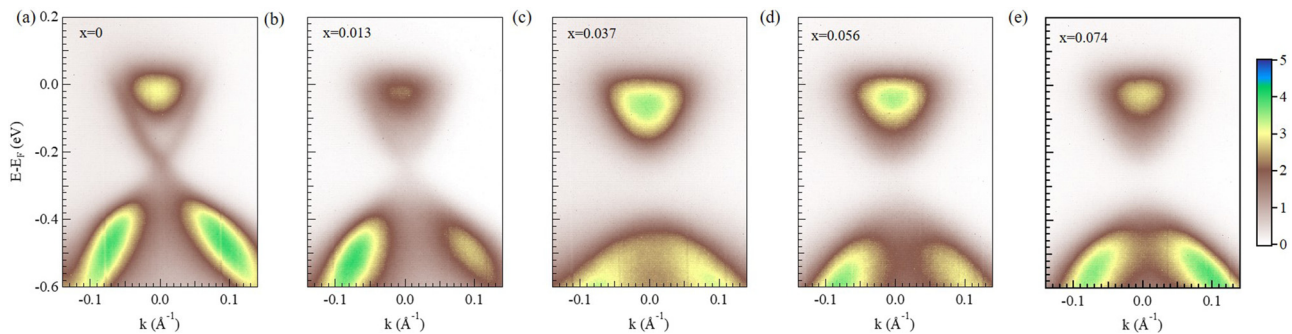 (a) (b) (c) (d) (e)
x=0 x=0.013 x=0.037 x=0.056 x=0.074
0.2
0.0
-0.2
-0.4
-0.6
E-E_F (eV)
5
4
3
2
1
0
-0.1 0.0 0.1 -0.1 0.0 0.1 -0.1 0.0 0.1 -0.1 0.0 0.1 -0.1 0.0 0.1
k (Å⁻¹) k (Å⁻¹) k (Å⁻¹) k (Å⁻¹) k (Å⁻¹)